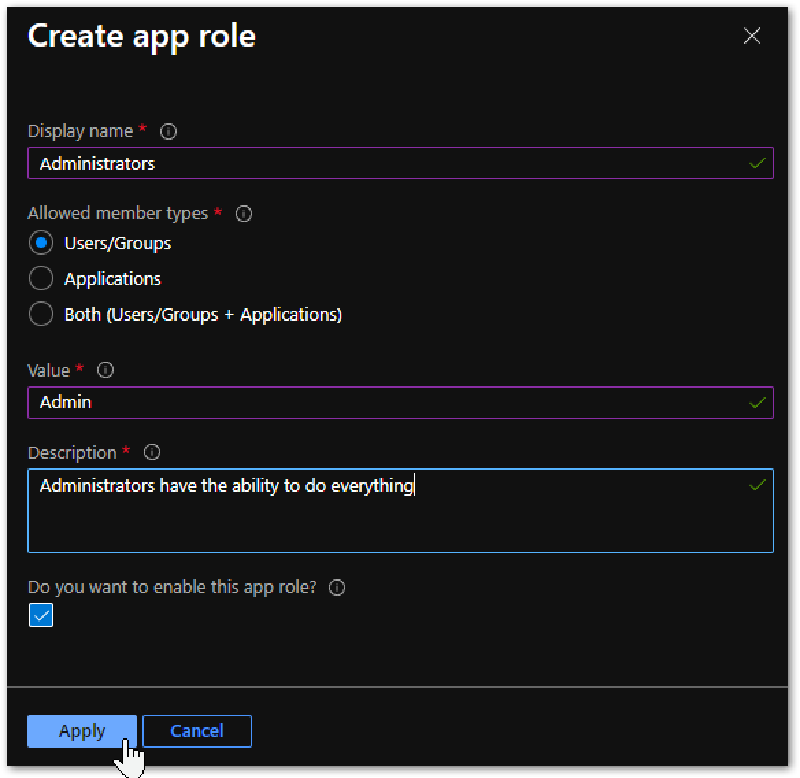 Create app role
Display name *
Administrators
Allowed member types *
Users/Groups
Applications
Both (Users/Groups + Applications)
Value *
Admin
Description *
Administrators have the ability to do everything
Do you want to enable this app role?
Apply Cancel